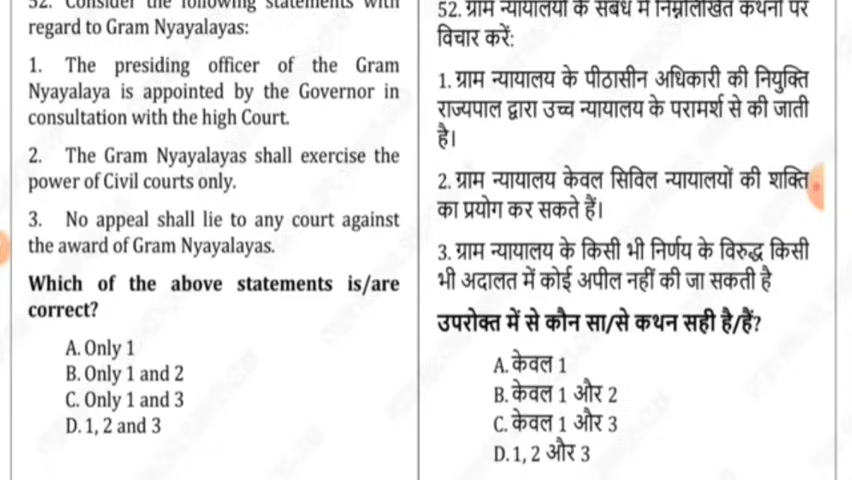 52. Consider the following statements with
regard to Gram Nyayalayas:
1. The presiding officer of the Gram
Nyayalaya is appointed by the Governor in
consultation with the high Court.
2. The Gram Nyayalayas shall exercise the
power of Civil courts only.
3. No appeal shall lie to any court against
the award of Gram Nyayalayas.
Which of the above statements is/are
correct?
A. Only 1
B. Only 1 and 2
C. Only 1 and 3
D. 1, 2 and 3
52. ग्राम न्यायालयों के संबंध में निम्नलिखित कथनों पर
विचार करें:
1. ग्राम न्यायालय के पीठासीन अधिकारी की नियुक्ति
राज्यपाल द्वारा उच्च न्यायालय के परामर्श से की जाती
है।
2. ग्राम न्यायालय केवल सिविल न्यायालयों की शक्ति
का प्रयोग कर सकते हैं।
3. ग्राम न्यायालय के किसी भी निर्णय के विरुद्ध किसी
भी अदालत में कोई अपील नहीं की जा सकती है
उपरोक्त में से कौन सा/से कथन सही है/हैं?
A. केवल 1
B. केवल 1 और 2
C. केवल 1 और 3
D. 1, 2 और 3